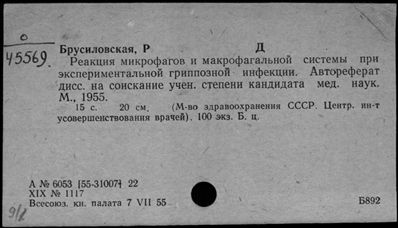 О
45569.
Брусиловская, Р Д
Реакция микрофагов и макрофагальной системы при
экспериментальной гриппозной инфекции. Автореферат
дисс. на соискание учен. степени кандидата мед. наук.
М., 1955.
15 с. 20 см. (М-во здравоохранения СССР. Центр. ин-т
усовершенствования врачей). 100 экз. Б. ц.
А № 6053 [55-31007] 22
XIX № 1117
Всесоюз. кн. палата 7 VII 55
Б892